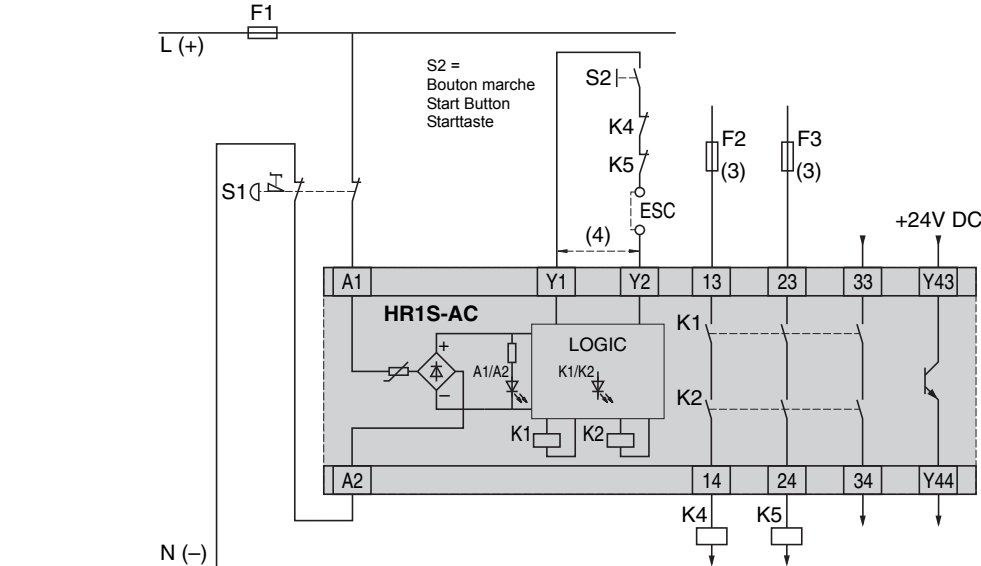 F1
L (+)
S2 =
Bouton marche
Start Button
Starttaste
S2
K4
K5
ESC
(4)
F2
(3)
F3
(3)
+24V DC
S1
A1
Y1
Y2
13
23
33
Y43
HR1S-AC
LOGIC
+
–
A1/A2
K1/K2
K1
K2
K1
K2
A2
14
24
34
Y44
K4
K5
N (–)